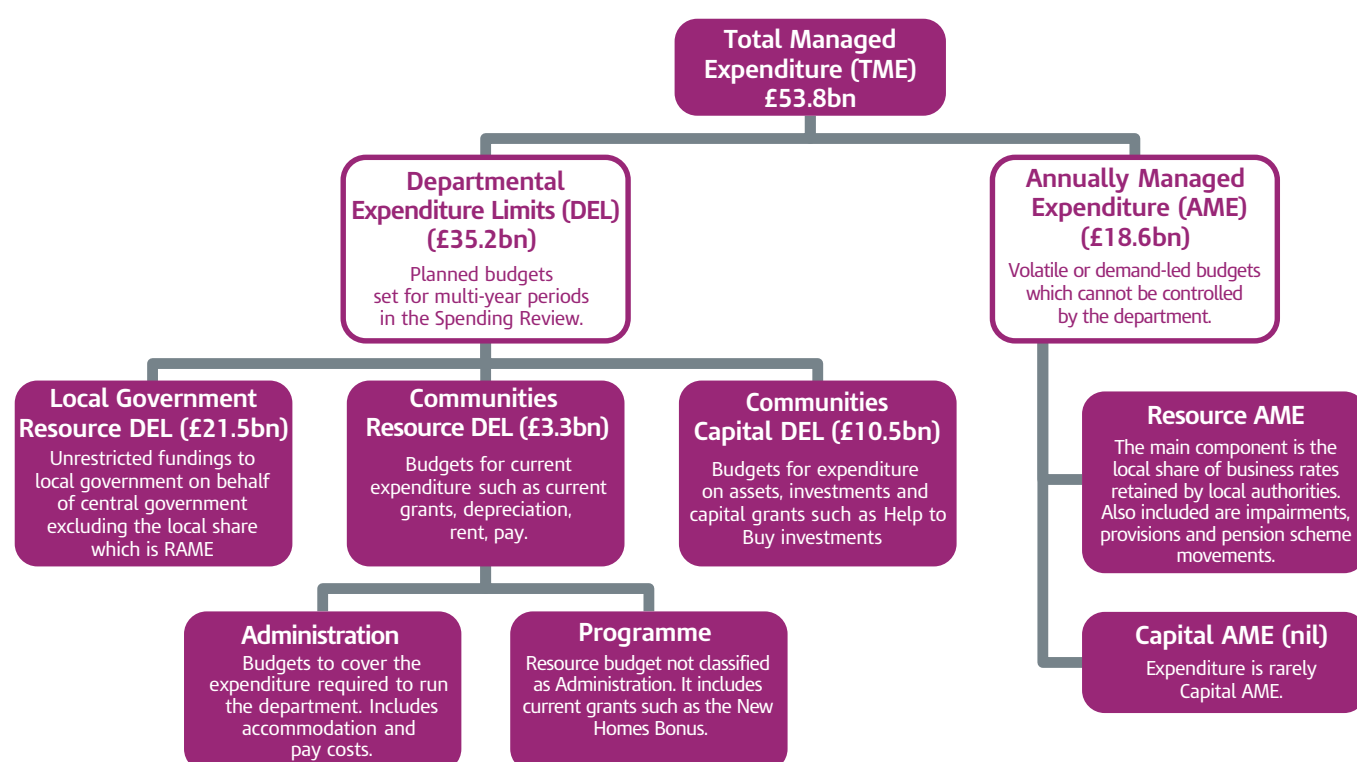 Total Managed
Expenditure (TME)
£53.8bn
Departmental
Expenditure Limits (DEL)
(£35.2bn)
Planned budgets
set for multi-year periods
in the Spending Review.
Annually Managed
Expenditure (AME)
(£18.6bn)
Volatile or demand-led budgets
which cannot be controlled
by the department.
Local Government
Resource DEL (£21.5bn)
Unrestricted fundings to
local government on behalf
of central government
excluding the local share
which is RAME
Communities
Resource DEL (£3.3bn)
Budgets for current
expenditure such as current
grants, depreciation,
rent, pay.
Communities
Capital DEL (£10.5bn)
Budgets for expenditure
on assets, investments and
capital grants such as Help to
Buy investments
Resource AME
The main component is the
local share of business rates
retained by local authorities.
Also included are impairments,
provisions and pension scheme
movements.
Administration
Budgets to cover the
expenditure required to run
the department. Includes
accommodation and
pay costs.
Programme
Resource budget not classified
as Administration. It includes
current grants such as the New
Homes Bonus.
Capital AME (nil)
Expenditure is rarely
Capital AME.